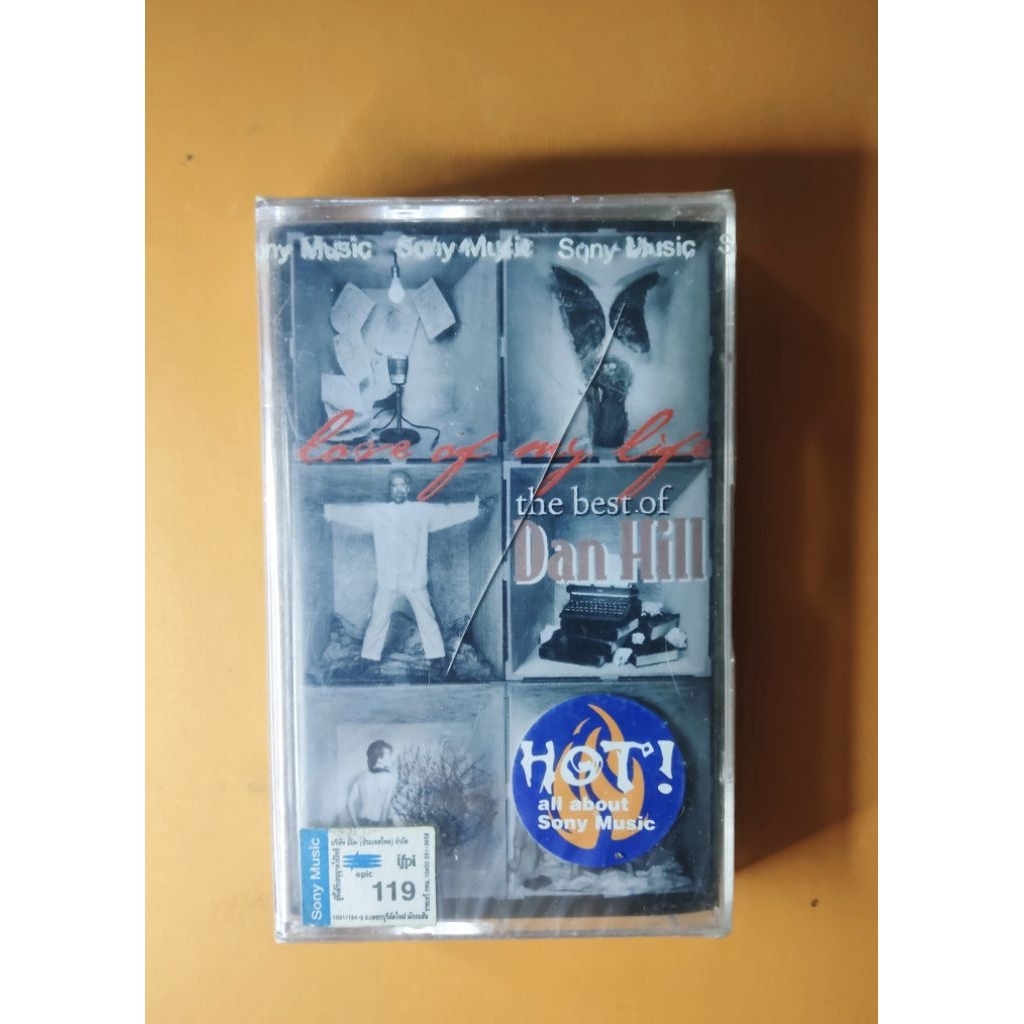 ny Music Sony Music Sony Music S
love of my life
the best of
Dan Hill
HOT!
all about
Sony Music
Sony Music
ifpi
epic
119